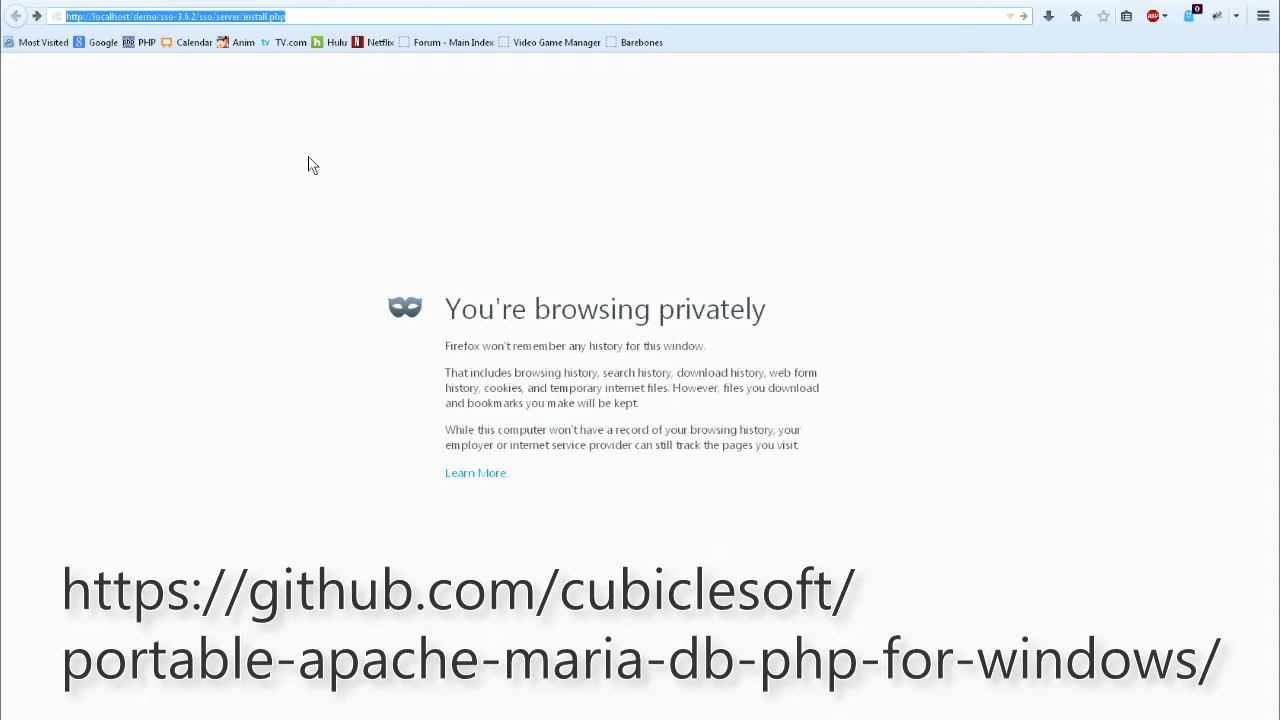 http://localhost/demo/sso-3.6.2/sso/server/install.php
0
Most Visited Google PHP Calendar Anim TV.com Hulu Netflix Forum - Main Index Video Game Manager Barebones
You're browsing privately
Firefox won't remember any history for this window.
That includes browsing history, search history, download history, web form
history, cookies, and temporary internet files. However, files you download
and bookmarks you make will be kept.
While this computer won't have a record of your browsing history, your
employer or internet service provider can still track the pages you visit.
Learn More.
https://github.com/cubiclesoft/
portable-apache-maria-db-php-for-windows/